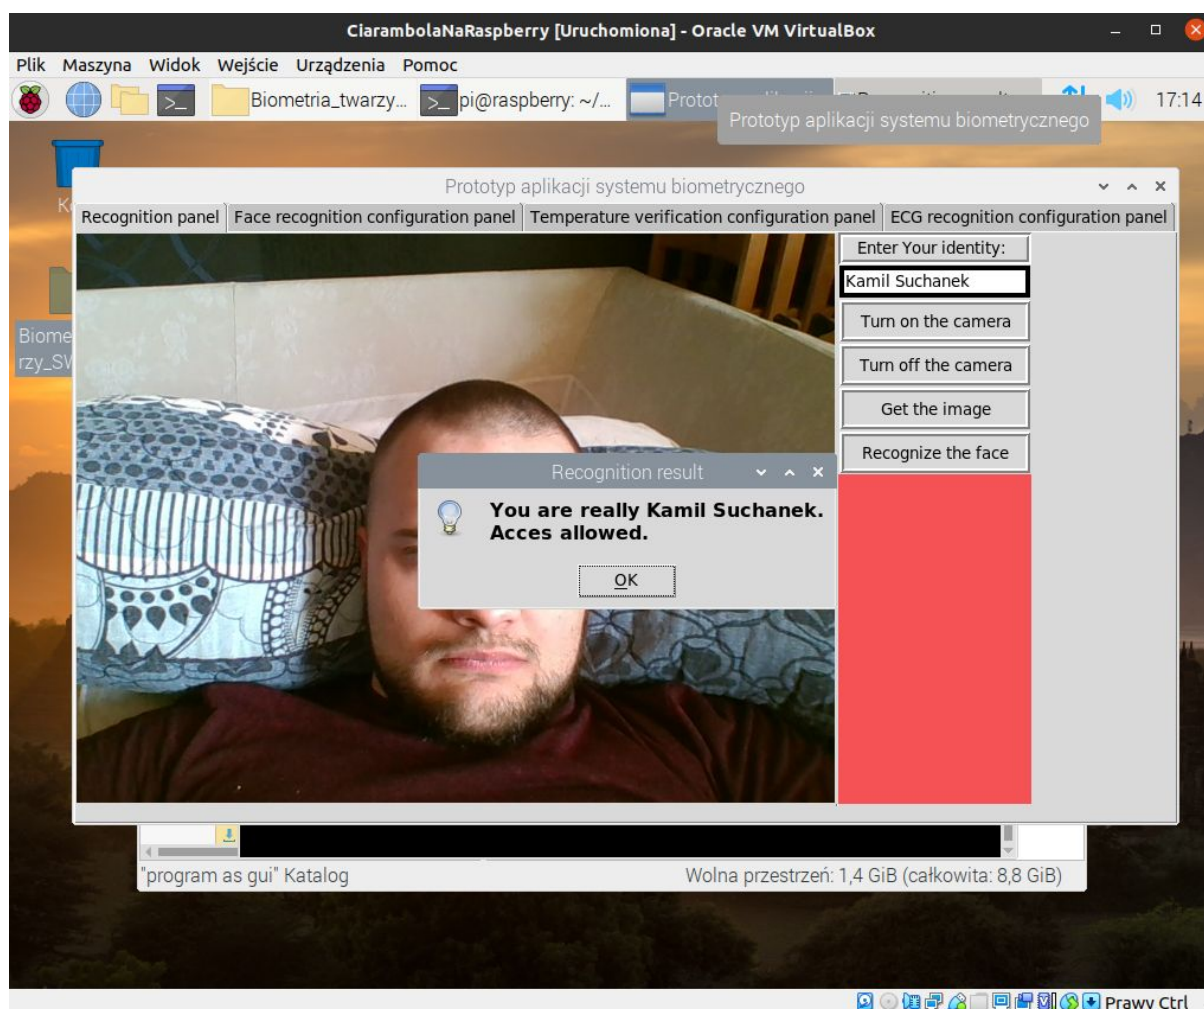 CiarambolaNaRaspberry [Uruchomiona] - Oracle VM VirtualBox
Plik Maszyna Widok Wejście Urządzenia Pomoc
Biometria_twarzy... pi@raspberry: ~/... Protot 17:14
Prototyp aplikacji systemu biometrycznego
Prototyp aplikacji systemu biometrycznego
Recognition panel Face recognition configuration panel Temperature verification configuration panel ECG recognition configuration panel
Enter Your identity:
Kamil Suchanek
Turn on the camera
Biome
Turn off the camera
rzy_SW
Get the image
Recognize the face
Recognition result
You are really Kamil Suchanek.
Acces allowed.
OK
"program as gui" Katalog Wolna przestrzeń: 1,4 GiB (całkowita: 8,8 GiB)
Prawy Ctrl